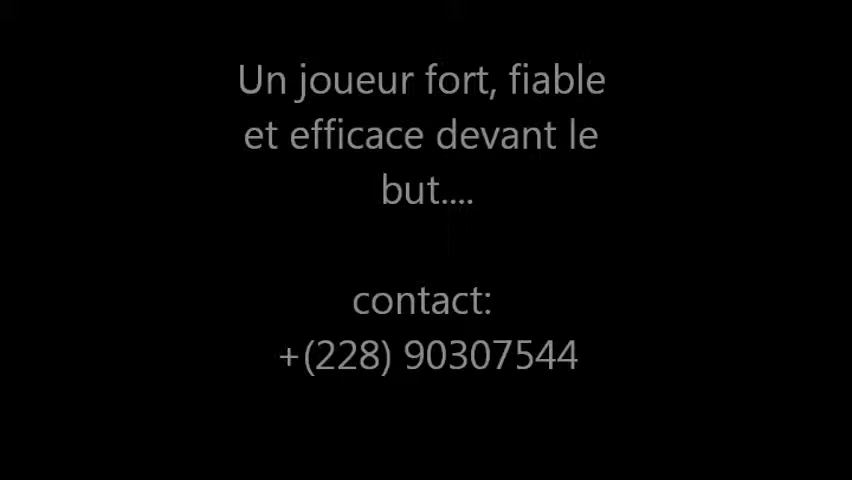 Un joueur fort, fiable
et efficace devant le
but....
contact:
+(228) 90307544